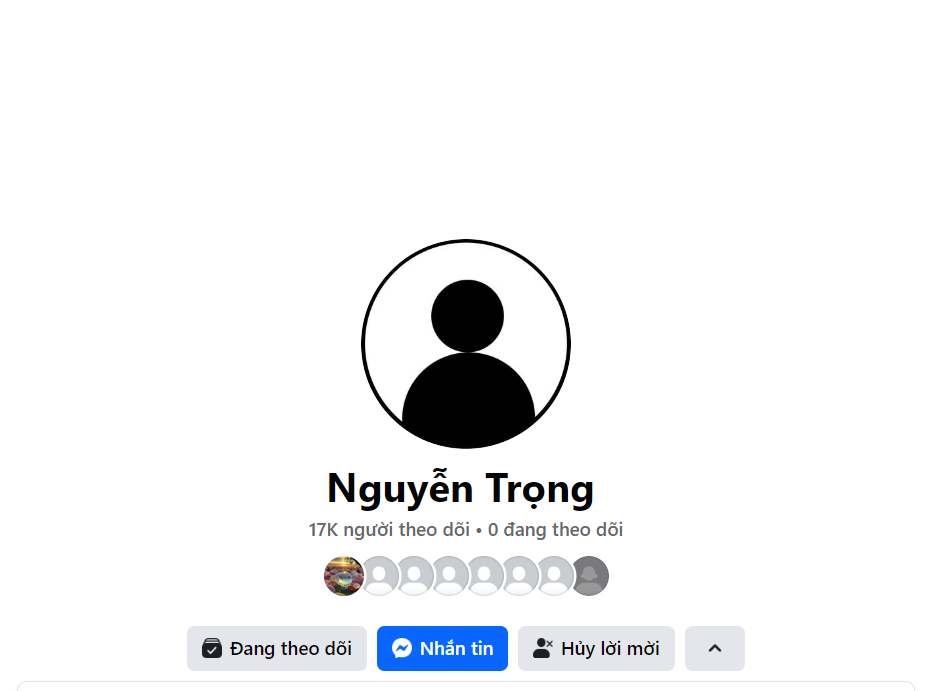 Nguyễn Trọng
17K người theo dõi • 0 đang theo dõi
Đang theo dõi Nhắn tin Hủy lời mời